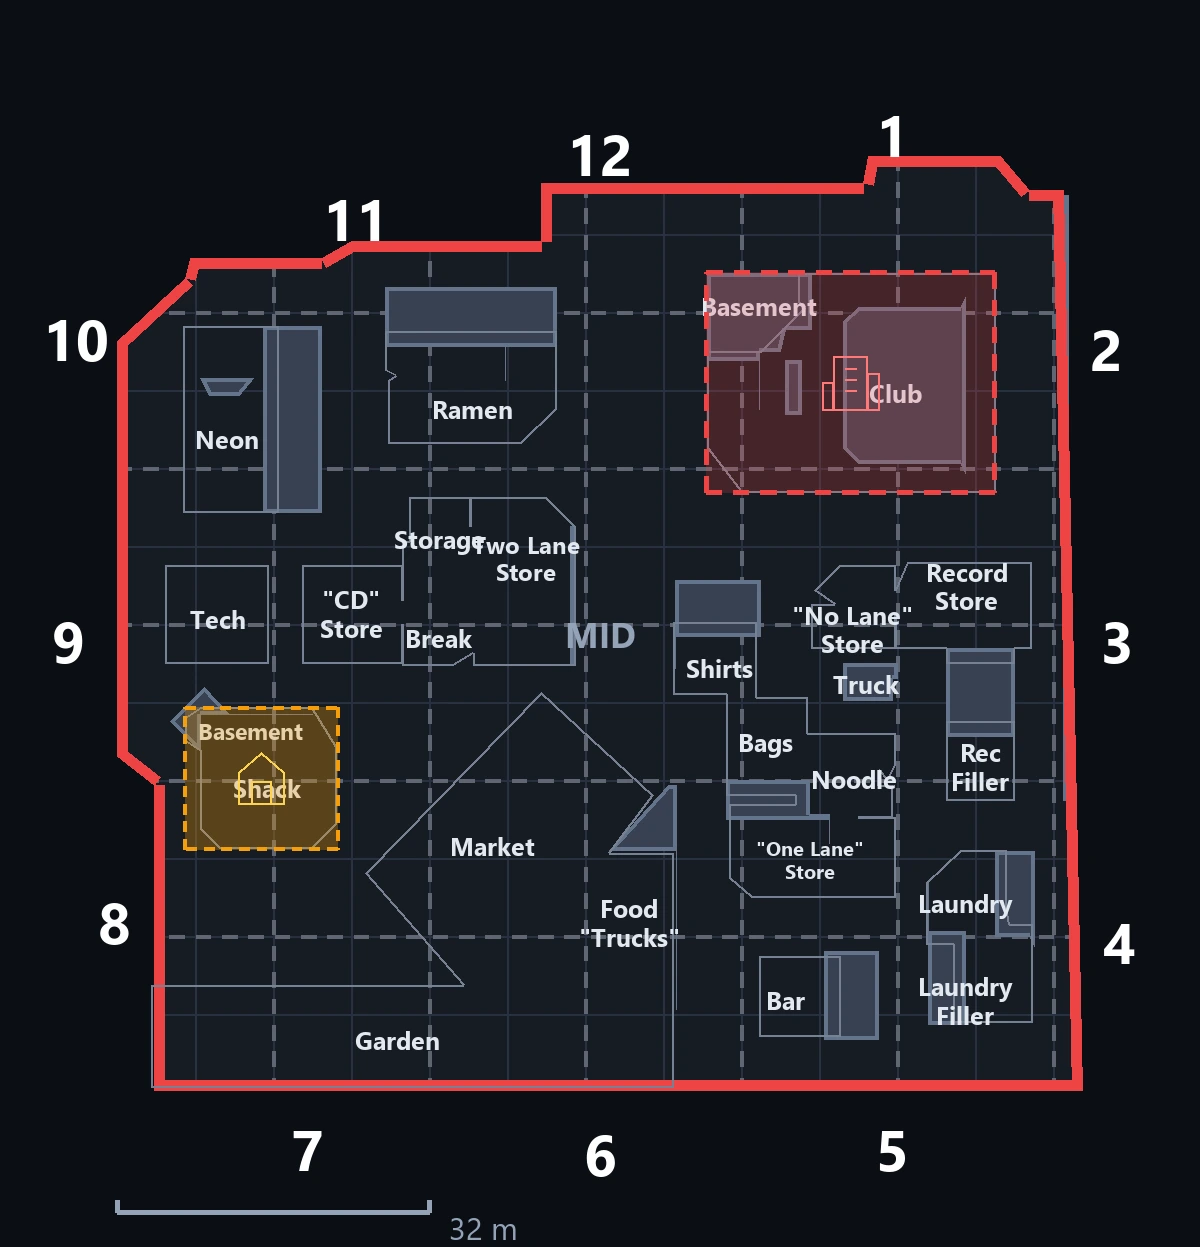 1
12
11
Basement
10
2
Club
Ramen
Neon
Storage
Two Lane
Store
Record
Store
"CD"
Store
Tech
"No Lane"
Store
MID
Break
9
3
Shirts
Truck
Basement
Bags
Rec
Filler
Noodle
Shack
Market
"One Lane"
Store
Laundry
Food
"Trucks"
8
4
Bar
Laundry
Filler
Garden
7
6
5
32 m